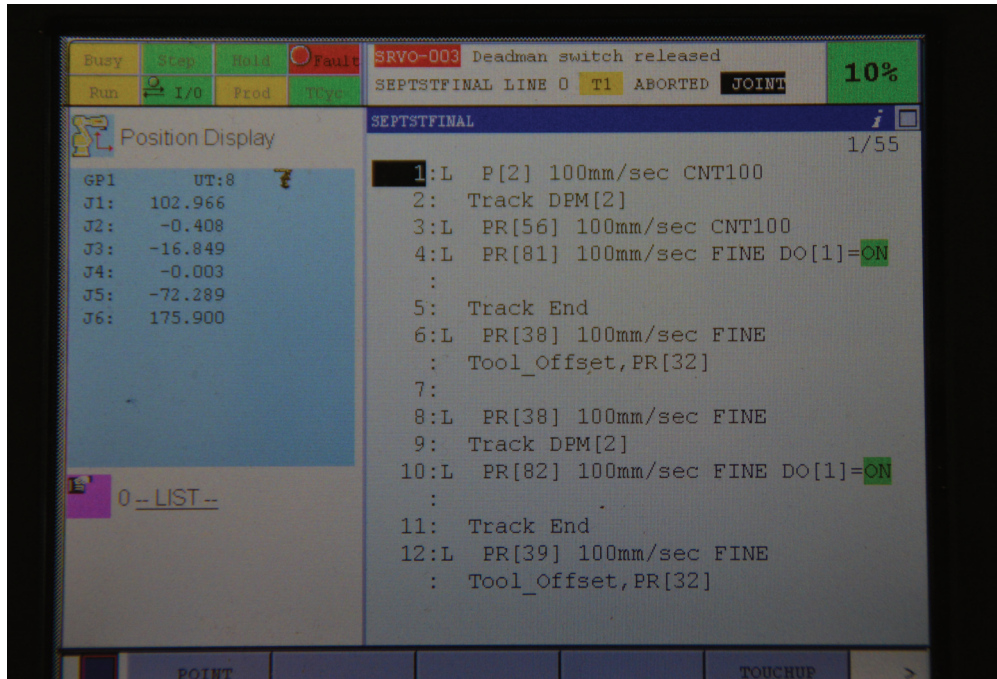 Busy Step Hold Fault
Run I/O Prod TCyc
SRVO-003 Deadman switch released
SEPTSTFINAL LINE 0 T1 ABORTED JOINT
10%
Position Display
GP1 UT:8
J1: 102.966
J2: -0.408
J3: -16.849
J4: -0.003
J5: -72.289
J6: 175.900
0 -- LIST --
SEPTSTFINAL i
1/55
1:L P[2] 100mm/sec CNT100
2: Track DPM[2]
3:L PR[56] 100mm/sec CNT100
4:L PR[81] 100mm/sec FINE DO[1]=ON
:
5: Track End
6:L PR[38] 100mm/sec FINE
: Tool_Offset,PR[32]
7:
8:L PR[38] 100mm/sec FINE
9: Track DPM[2]
10:L PR[82] 100mm/sec FINE DO[1]=ON
:
11: Track End
12:L PR[39] 100mm/sec FINE
: Tool_Offset,PR[32]
POINT TOUCHUP >